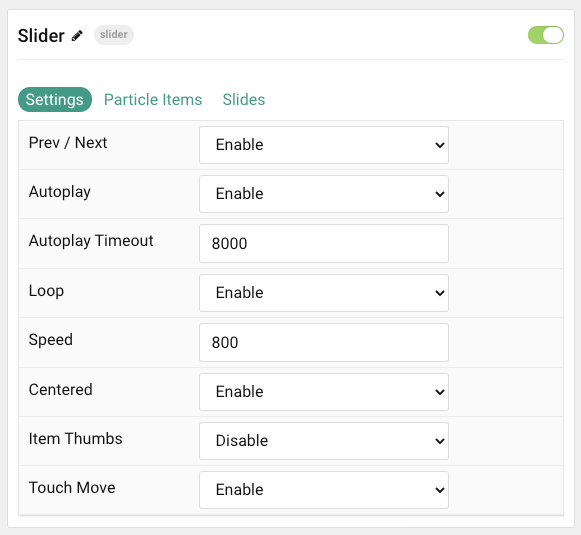 Slider slider
Settings Particle Items Slides
Prev / Next Enable
Autoplay Enable
Autoplay Timeout 8000
Loop Enable
Speed 800
Centered Enable
Item Thumbs Disable
Touch Move Enable